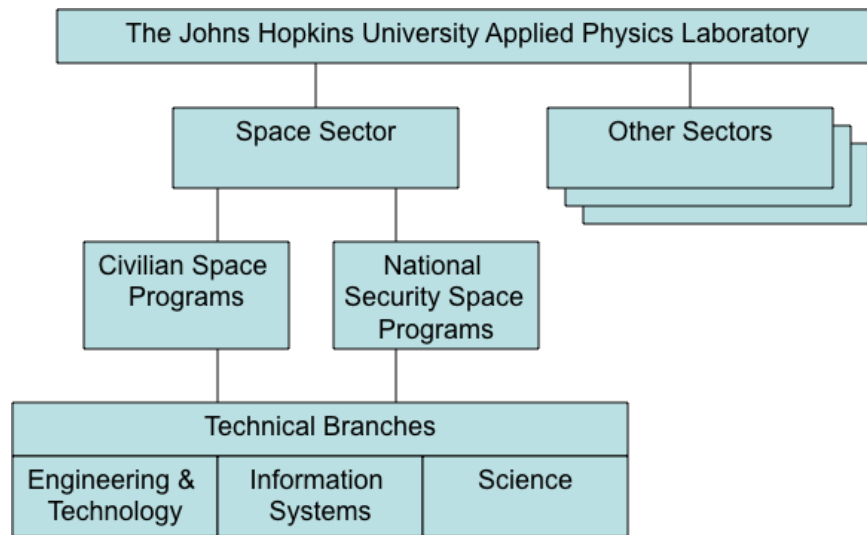 The Johns Hopkins University Applied Physics Laboratory
Space Sector
Other Sectors
Civilian Space
Programs
National
Security Space
Programs
Technical Branches
Engineering &
Technology
Information
Systems
Science